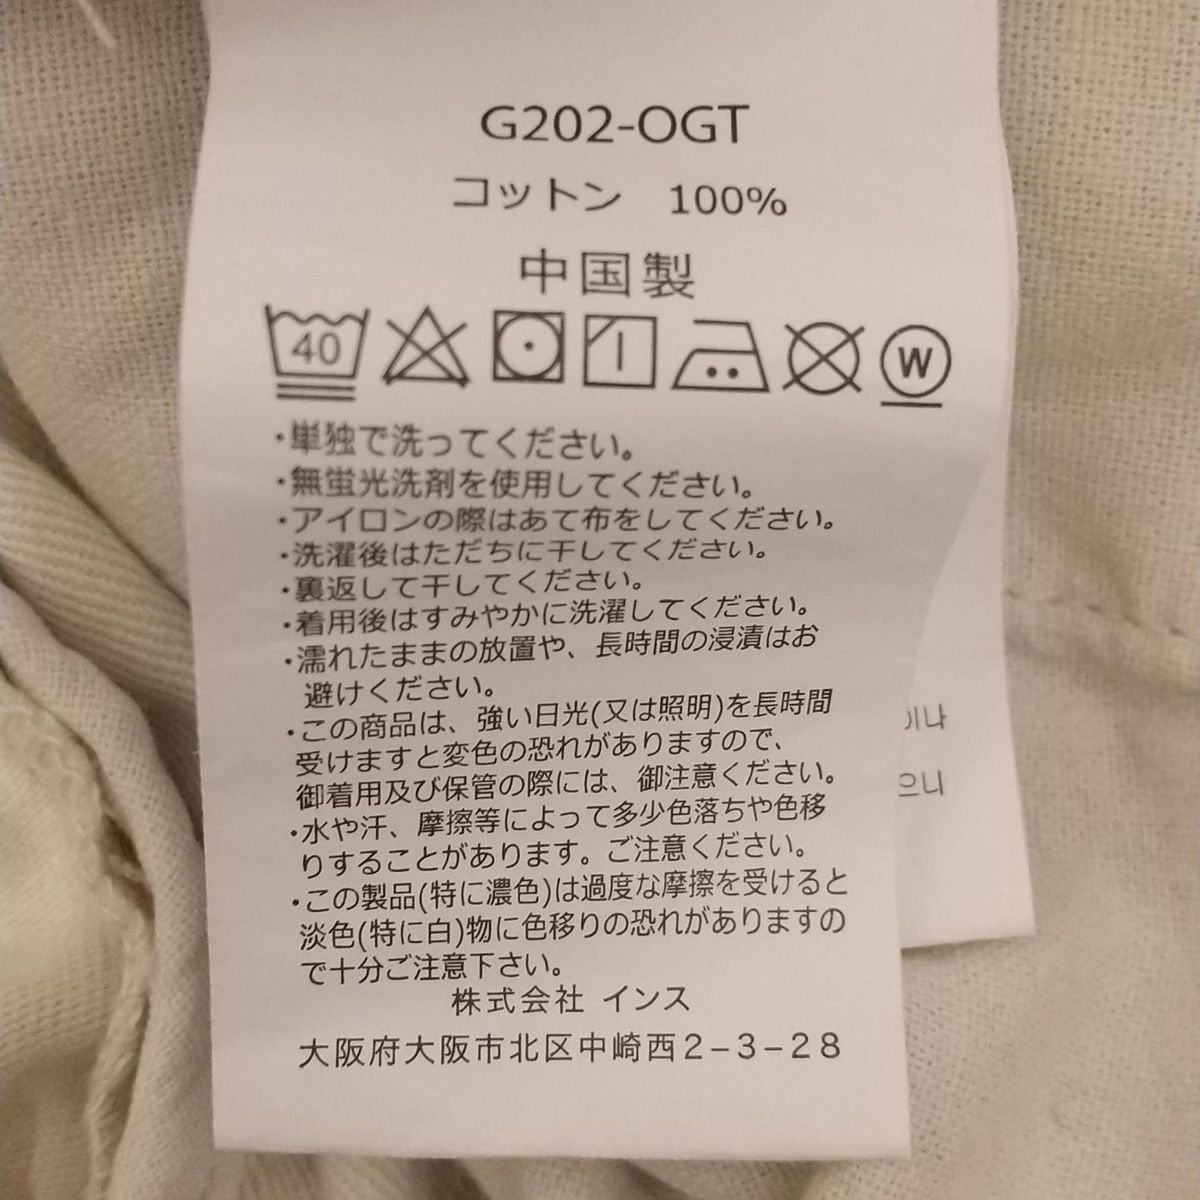 G202-OGT
コットン 100%
中国製
40
W
・単独で洗ってください。
・無蛍光洗剤を使用してください。
・アイロンの際はあて布をしてください。
・洗濯後はただちに干してください。
・裏返して干してください。
・着用後はすみやかに洗濯してください。
・濡れたままの放置や、長時間の浸漬はお
避けください。
・この商品は、強い日光(又は照明)を長時間
受けますと変色の恐れがありますので、
御着用及び保管の際には、御注意ください。
・水や汗、摩擦等によって多少色落ちや色移
りすることがあります。ご注意ください。
・この製品(特に濃色)は過度な摩擦を受けると
淡色(特に白)物に色移りの恐れがありますの
で十分ご注意下さい。
株式会社 インス
大阪府大阪市北区中崎西2-3-28
이나
으니